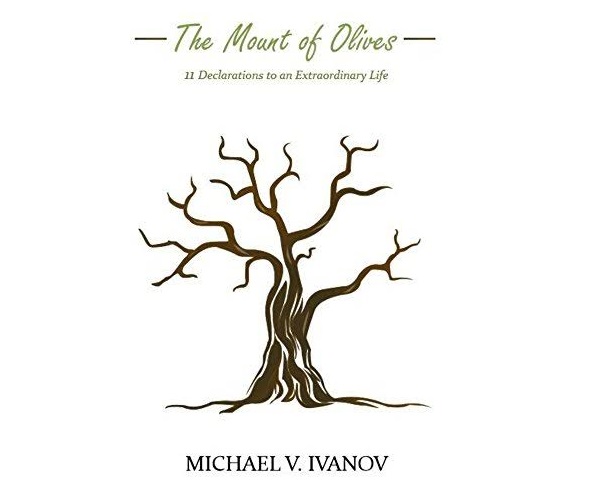 The Mount of Olives
11 Declarations to an Extraordinary Life
MICHAEL V. IVANOV